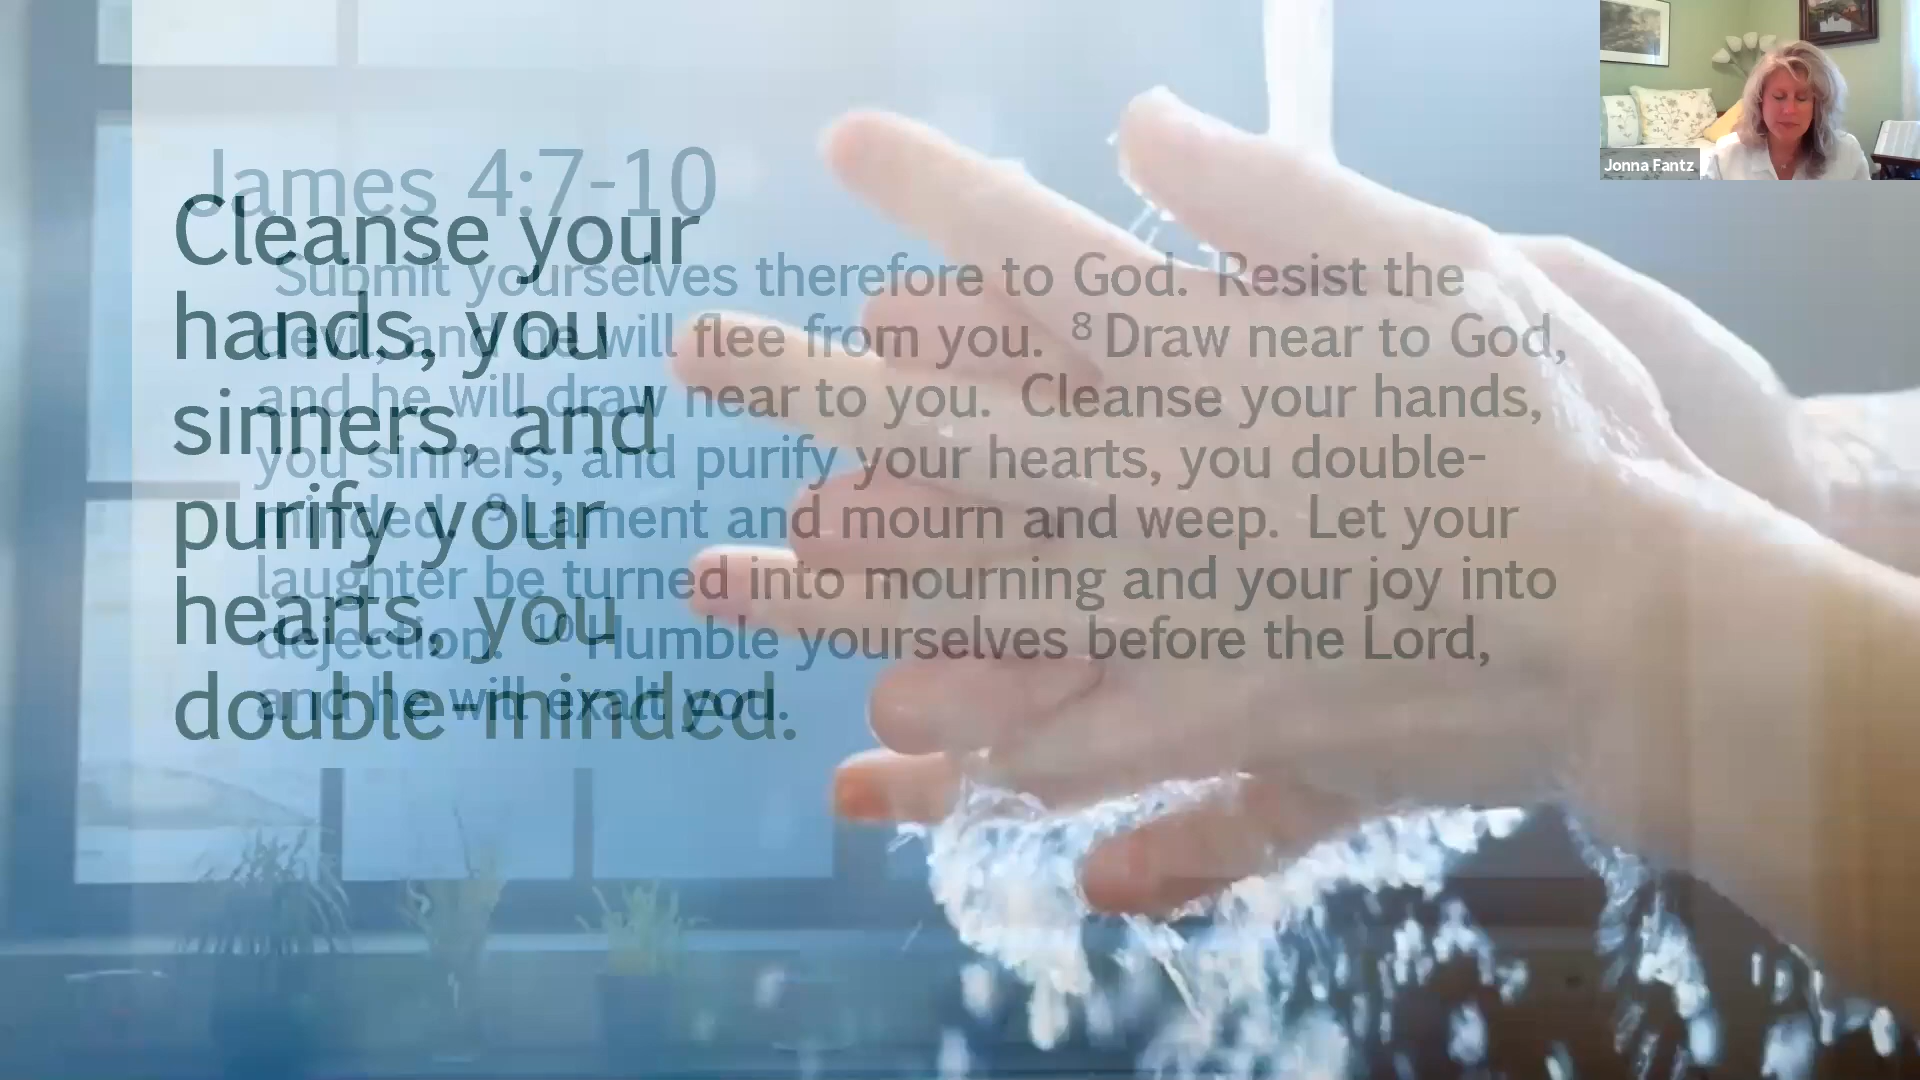 James 4:7-10
Submit yourselves therefore to God. Resist the
devil, and he will flee from you. 8 Draw near to God,
and he will draw near to you. Cleanse your hands,
you sinners, and purify your hearts, you double-
minded. 9 Lament and mourn and weep. Let your
laughter be turned into mourning and your joy into
dejection. 10 Humble yourselves before the Lord,
and he will exalt you.
Cleanse your
hands, you
sinners, and
purify your
hearts, you
double-minded.
Jonna Fantz